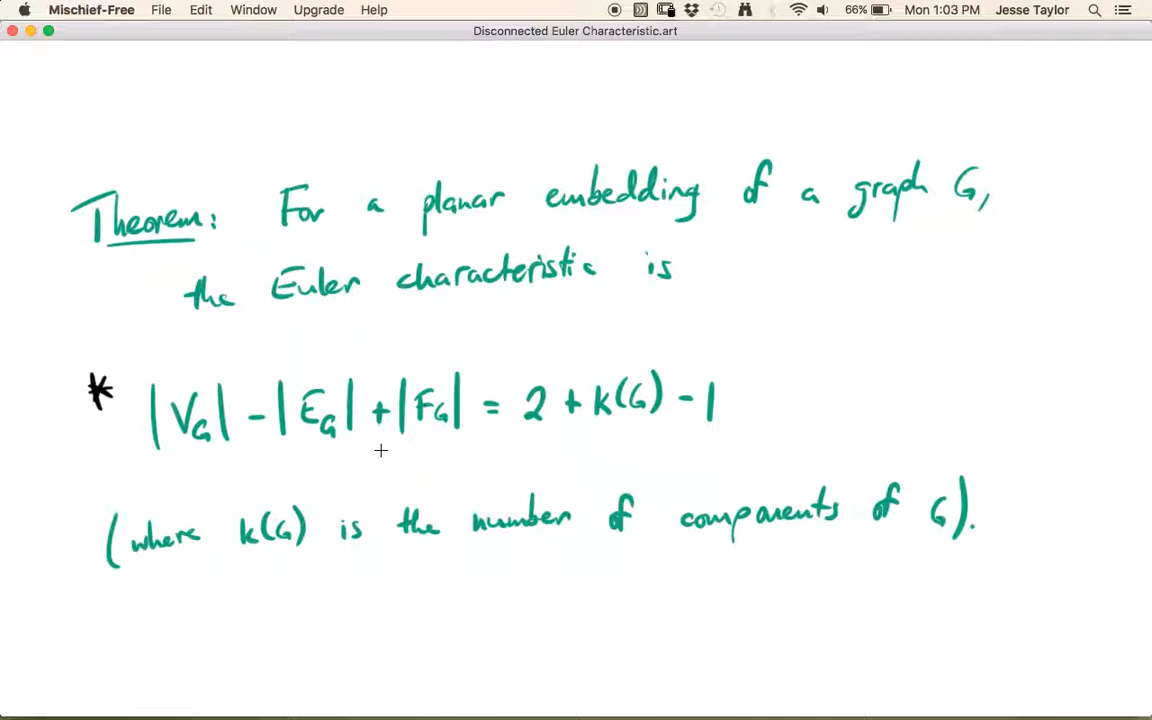 Mischief-Free File Edit Window Upgrade Help 66% Mon 1:03 PM Jesse Taylor
Disconnected Euler Characteristic.art
Theorem: For a planar embedding of a graph G,
the Euler characteristic is
* |V_G| - |E_G| + |F_G| = 2 + k(G) - 1
(where k(G) is the number of components of G).